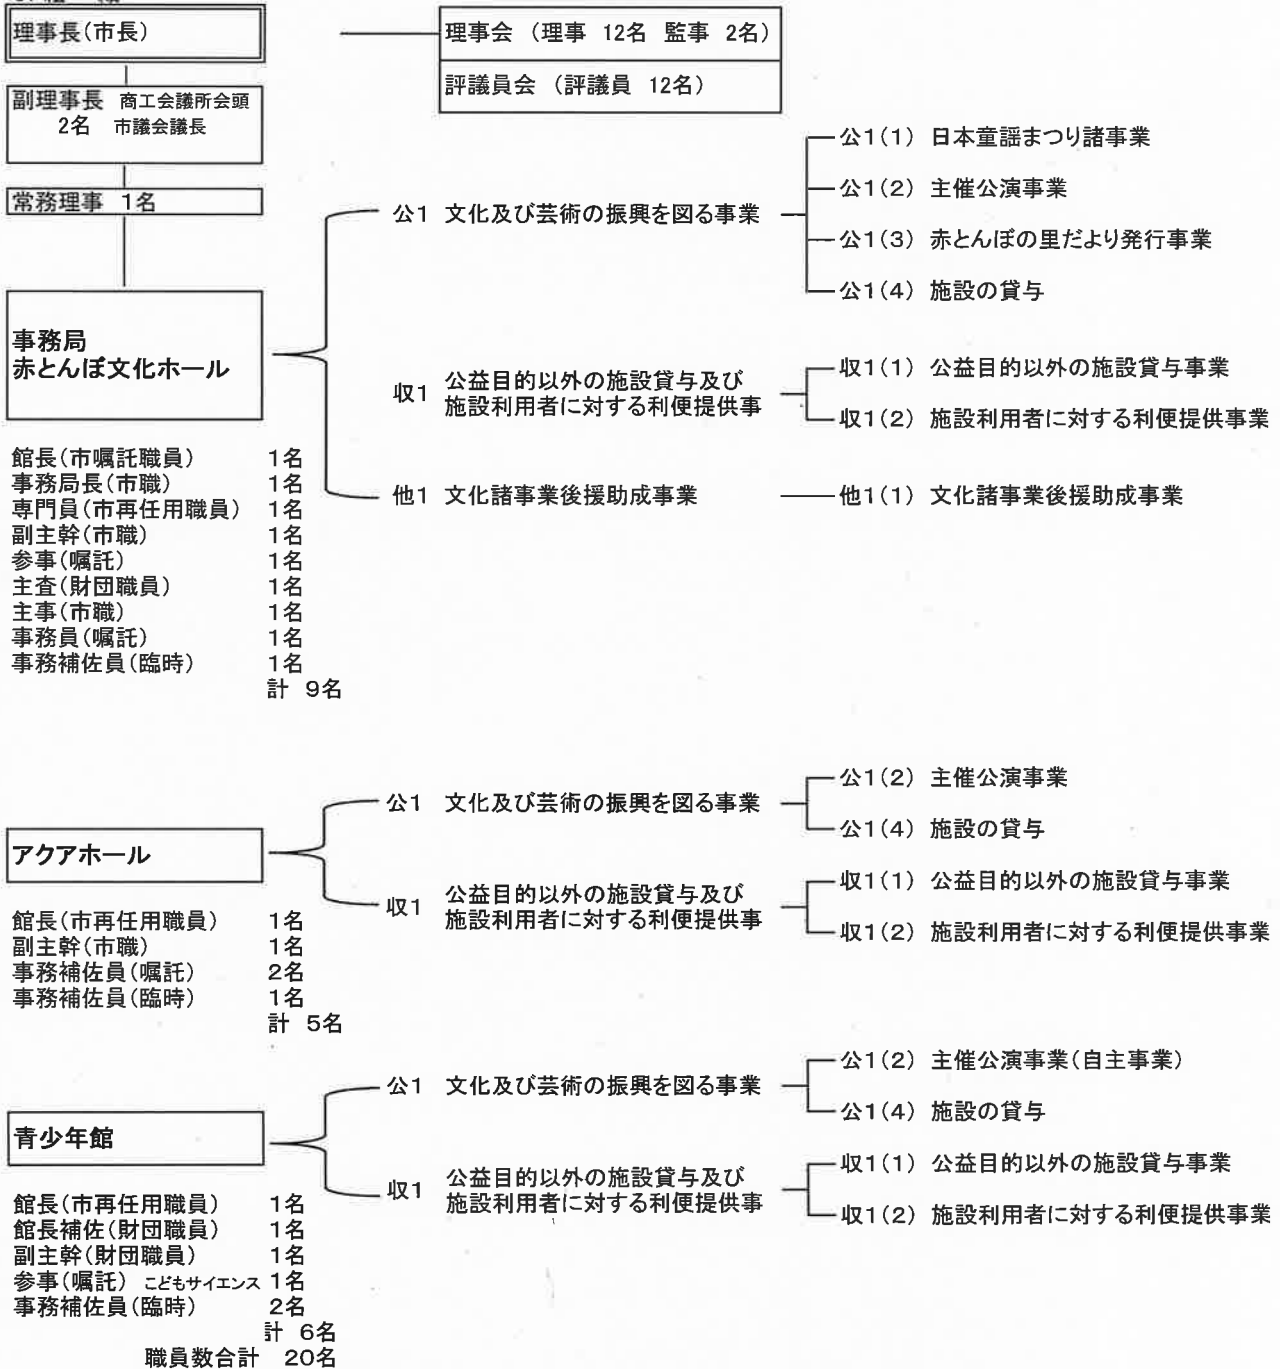 理事長(市長)
理事会 (理事 12名 監事 2名)
評議員会 (評議員 12名)
副理事長 商工会議所会頭
2名 市議会議長
常務理事 1名
事務局
赤とんぼ文化ホール
公1 文化及び芸術の振興を図る事業
公1(1) 日本童謡まつり諸事業
公1(2) 主催公演事業
公1(3) 赤とんぼの里だより発行事業
公1(4) 施設の貸与
収1 公益目的以外の施設貸与及び
施設利用者に対する利便提供事
収1(1) 公益目的以外の施設貸与事業
収1(2) 施設利用者に対する利便提供事業
他1 文化諸事業後援助成事業
他1(1) 文化諸事業後援助成事業
館長(市嘱託職員) 1名
事務局長(市職) 1名
専門員(市再任用職員) 1名
副主幹(市職) 1名
参事(嘱託) 1名
主査(財団職員) 1名
主事(市職) 1名
事務員(嘱託) 1名
事務補佐員(臨時) 1名
計 9名
アクアホール
公1 文化及び芸術の振興を図る事業
公1(2) 主催公演事業
公1(4) 施設の貸与
収1 公益目的以外の施設貸与及び
施設利用者に対する利便提供事
収1(1) 公益目的以外の施設貸与事業
収1(2) 施設利用者に対する利便提供事業
館長(市再任用職員) 1名
副主幹(市職) 1名
事務補佐員(嘱託) 2名
事務補佐員(臨時) 1名
計 5名
青少年館
公1 文化及び芸術の振興を図る事業
公1(2) 主催公演事業(自主事業)
公1(4) 施設の貸与
収1 公益目的以外の施設貸与及び
施設利用者に対する利便提供事
収1(1) 公益目的以外の施設貸与事業
収1(2) 施設利用者に対する利便提供事業
館長(市再任用職員) 1名
館長補佐(財団職員) 1名
副主幹(財団職員) 1名
参事(嘱託) こどもサイエンス 1名
事務補佐員(臨時) 2名
計 6名
職員数合計 20名